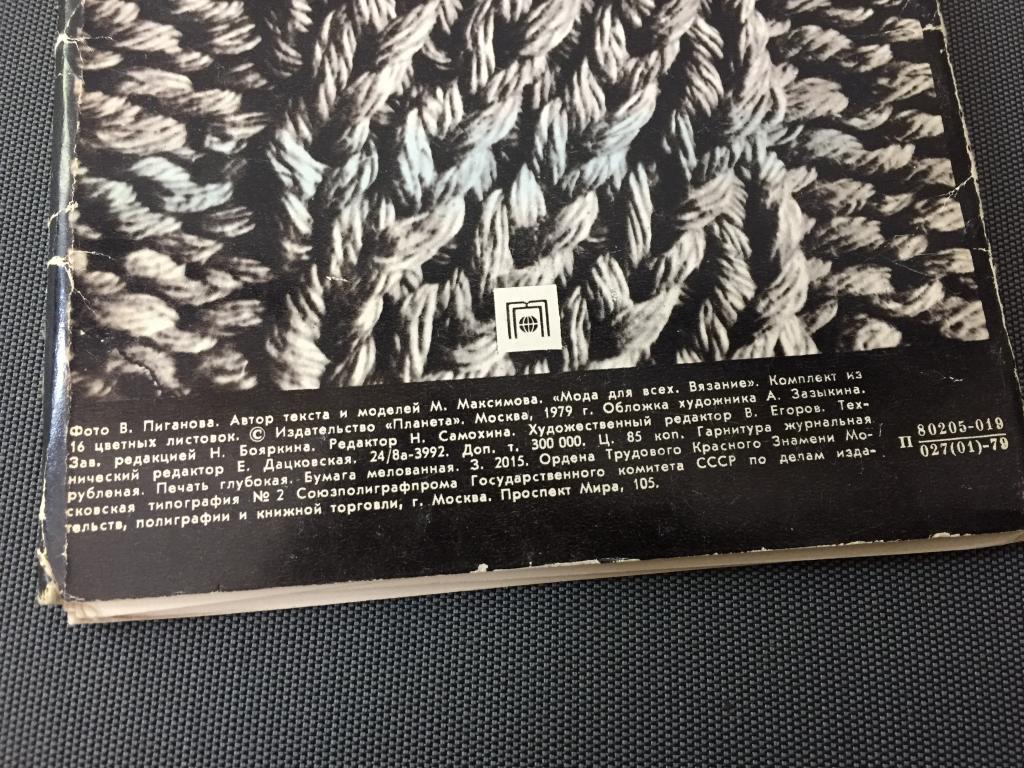 Фото В. Пиганова. Автор текста и моделей М. Максимова. «Мода для всех. Вязание». Комплект из
16 цветных листовок. © Издательство «Планета». Москва, 1979 г. Обложка художника А. Зазыкина.
Зав. редакцией Н. Бояркина. Редактор Н. Самохина. Художественный редактор В. Егоров. Тех-
нический редактор Е. Дацковская. 24/8а-3992. Доп. т. 300 000. Ц. 85 коп. Гарнитура журнальная
рубленая. Печать глубокая. Бумага мелованная. З. 2015. Ордена Трудового Красного Знамени Мо-
сковская типография № 2 Союзполиграфпрома Государственного комитета СССР по делам изда-
тельств, полиграфии и книжной торговли, г. Москва. Проспект Мира, 105.
П 80205-019
027(01)-79